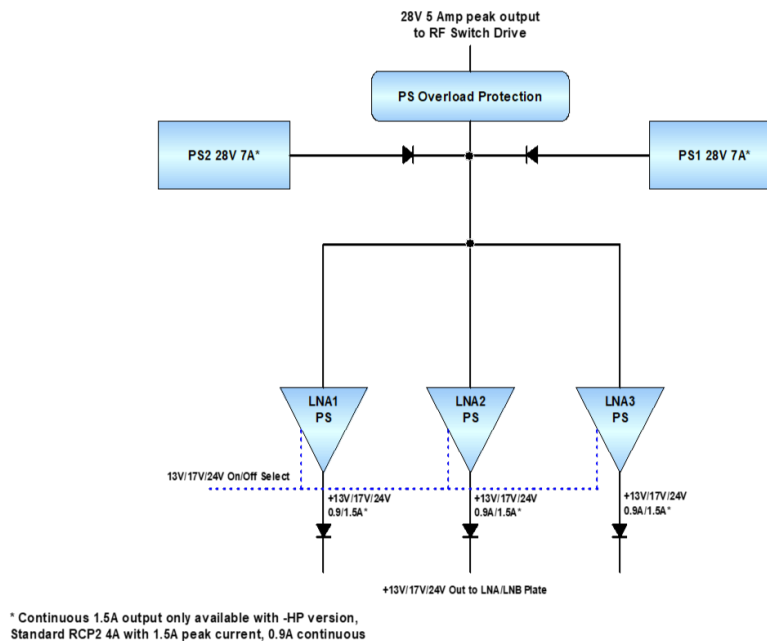 28V 5 Amp peak output
to RF Switch Drive
PS Overload Protection
PS2 28V 7A*
PS1 28V 7A*
LNA1
PS
LNA2
PS
LNA3
PS
13V/17V/24V On/Off Select
+13V/17V/24V
0.9/1.5A*
+13V/17V/24V
0.9A/1.5A*
+13V/17V/24V
0.9A/1.5A*
+13V/17V/24V Out to LNA/LNB Plate
* Continuous 1.5A output only available with -HP version,
Standard RCP2 4A with 1.5A peak current, 0.9A continuous